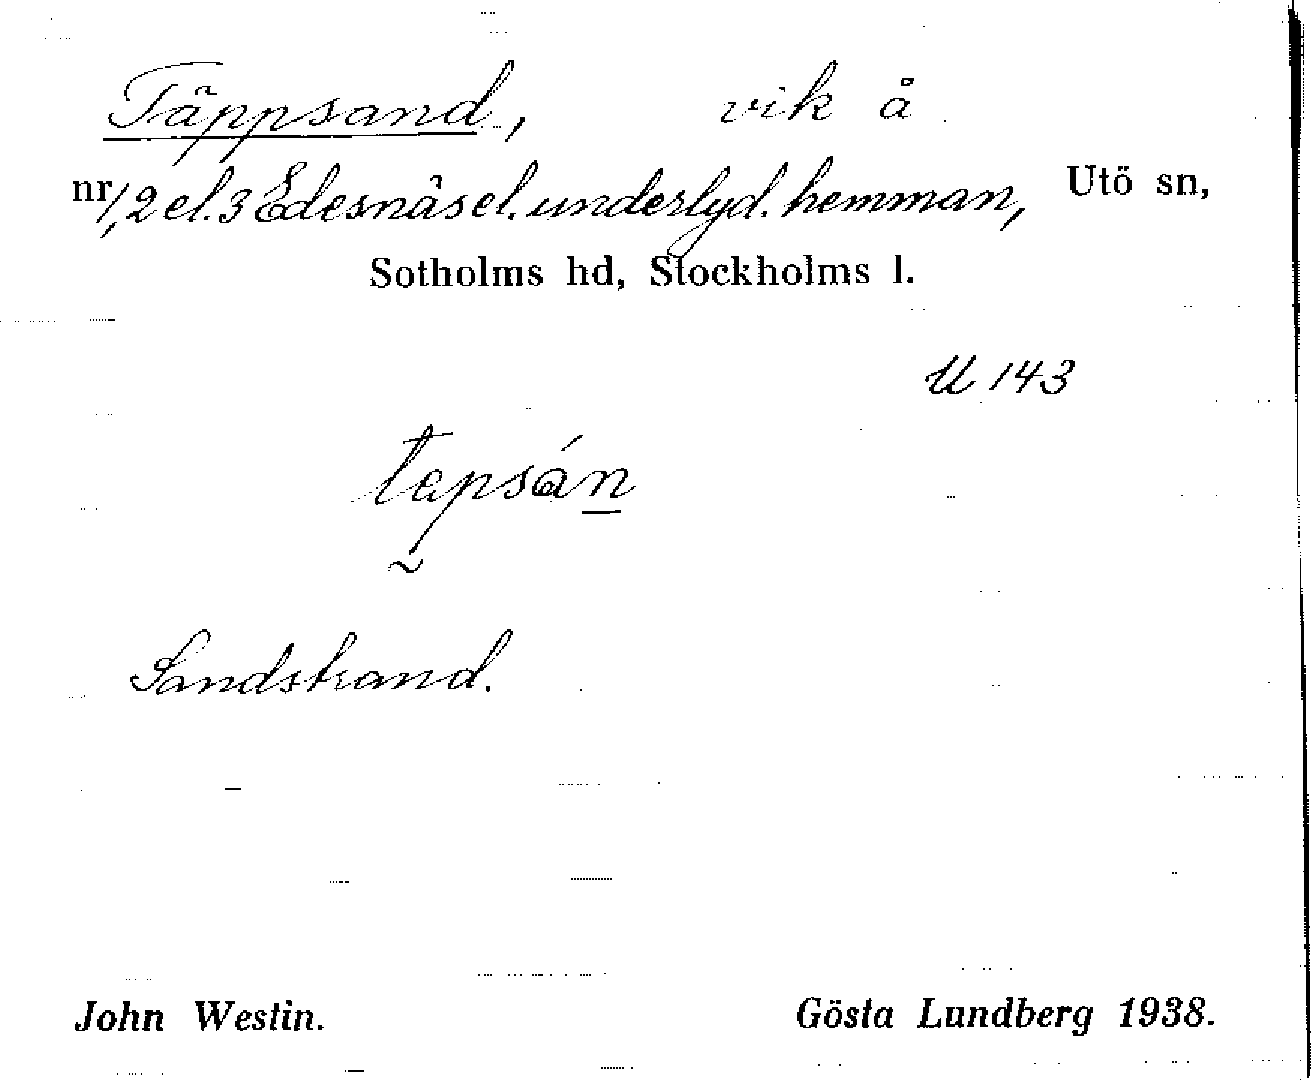 Täppsand, vik å
nr 1, 2 el. 3 Edesnäs el. underlyd. hemman, Utö sn,
Sotholms hd, Stockholms l.
U 143
tepsán
Sandstrand.
John Westin. Gösta Lundberg 1938.